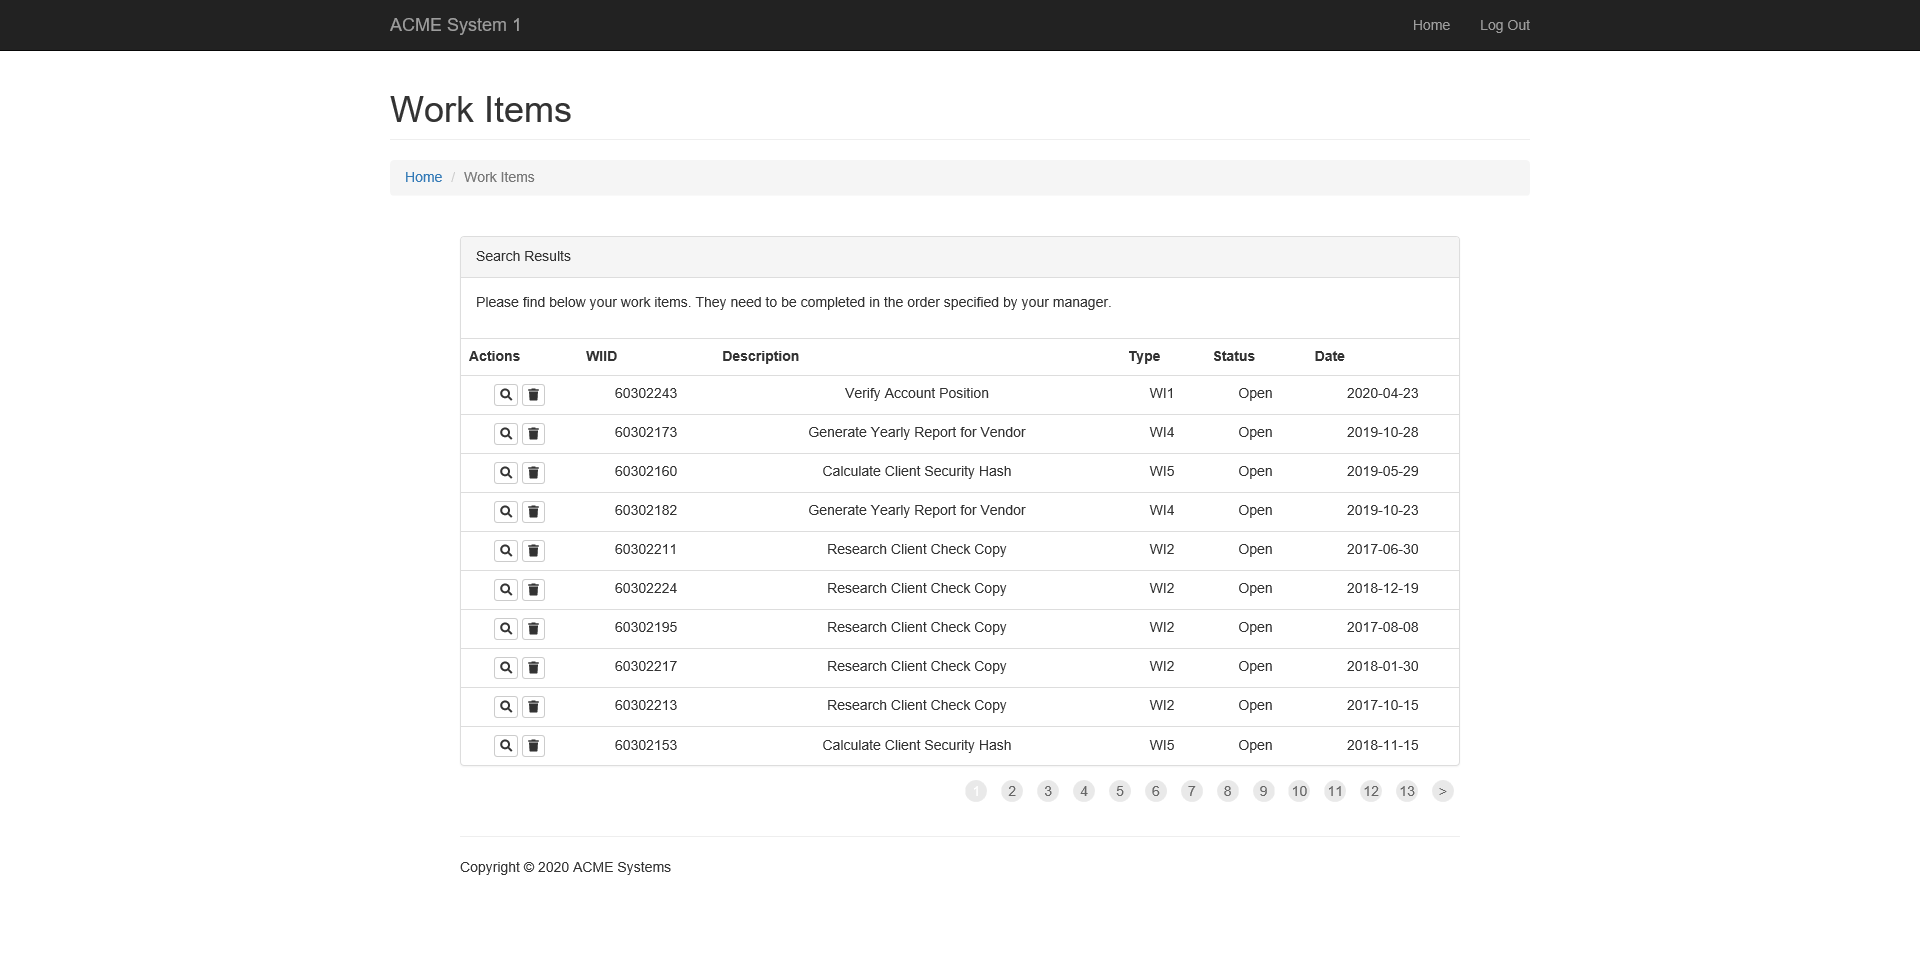 ACME System 1 Home Log Out
Work Items
Home / Work Items
Search Results
Please find below your work items. They need to be completed in the order specified by your manager.
Actions WIID Description Type Status Date
60302243 Verify Account Position WI1 Open 2020-04-23
60302173 Generate Yearly Report for Vendor WI4 Open 2019-10-28
60302160 Calculate Client Security Hash WI5 Open 2019-05-29
60302182 Generate Yearly Report for Vendor WI4 Open 2019-10-23
60302211 Research Client Check Copy WI2 Open 2017-06-30
60302224 Research Client Check Copy WI2 Open 2018-12-19
60302195 Research Client Check Copy WI2 Open 2017-08-08
60302217 Research Client Check Copy WI2 Open 2018-01-30
60302213 Research Client Check Copy WI2 Open 2017-10-15
60302153 Calculate Client Security Hash WI5 Open 2018-11-15
1 2 3 4 5 6 7 8 9 10 11 12 13 >
Copyright © 2020 ACME Systems